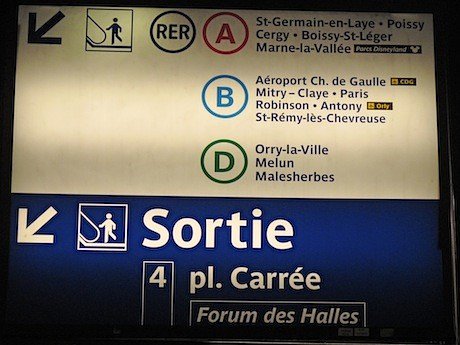 RER A St-Germain-en-Laye • Poissy
Cergy • Boissy-St-Léger
Marne-la-Vallée Parcs Disneyland
B Aéroport Ch. de Gaulle CDG
Mitry – Claye • Paris
Robinson • Antony Orly
St-Rémy-lès-Chevreuse
D Orry-la-Ville
Melun
Malesherbes
Sortie
4 pl. Carrée
Forum des Halles